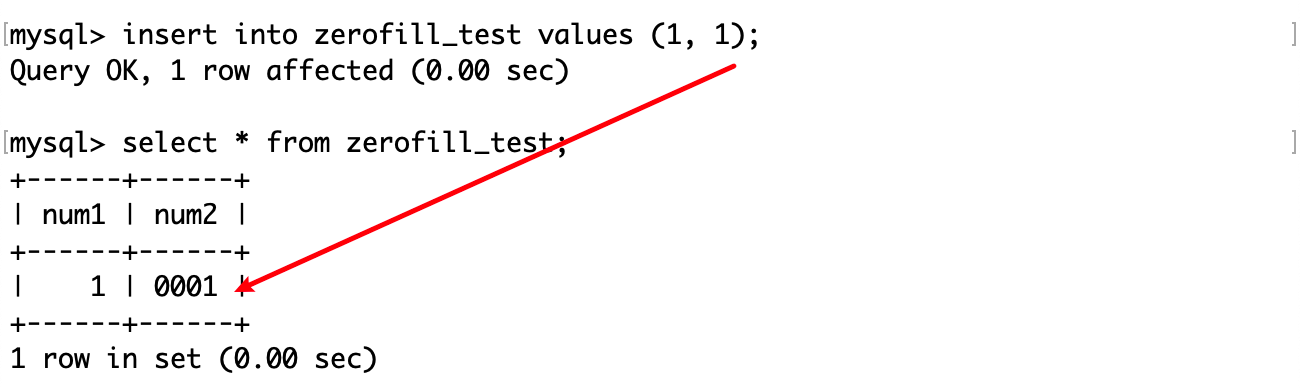 mysql> insert into zerofill_test values (1, 1);
Query OK, 1 row affected (0.00 sec)
mysql> select * from zerofill_test;
+------+------+
| num1 | num2 |
+------+------+
|    1 | 0001 |
+------+------+
1 row in set (0.00 sec)